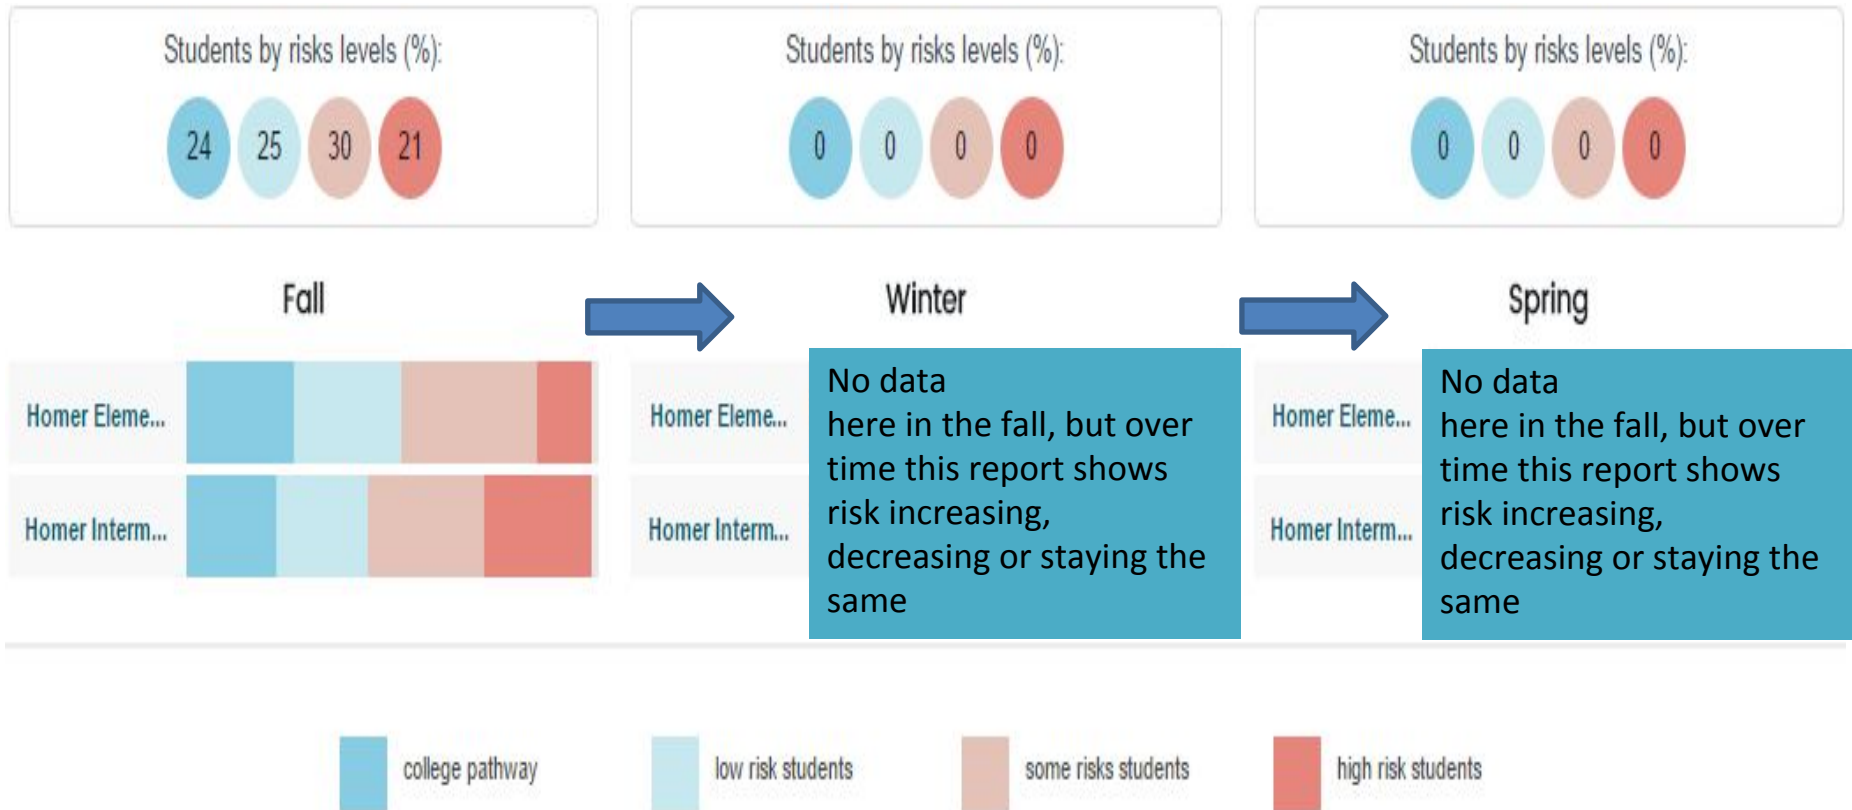 Students by risks levels (%):
24 25 30 21
Students by risks levels (%):
0 0 0 0
Students by risks levels (%):
0 0 0 0
Fall
Winter
Spring
Homer Eleme...
Homer Interm...
Homer Eleme...
Homer Interm...
No data
here in the fall, but over
time this report shows
risk increasing,
decreasing or staying the
same
Homer Eleme...
Homer Interm...
No data
here in the fall, but over
time this report shows
risk increasing,
decreasing or staying the
same
college pathway
low risk students
some risks students
high risk students